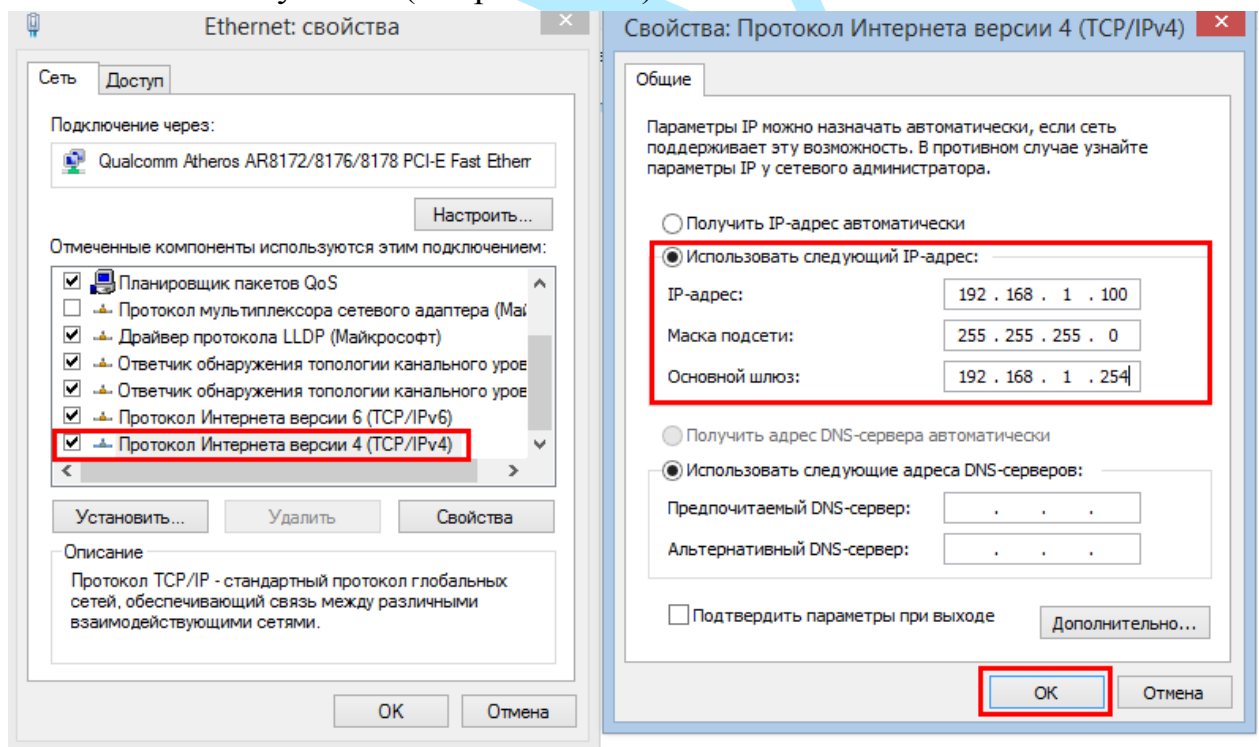 Ethernet: свойства
Сеть
Доступ
Подключение через:
Qualcomm Atheros AR8172/8176/8178 PCI-E Fast Ethern
Настроить...
Отмеченные компоненты используются этим подключением:
Планировщик пакетов QoS
Протокол мультиплексора сетевого адаптера (Май
Драйвер протокола LLDP (Майкрософт)
Ответчик обнаружения топологии канального уров
Ответчик обнаружения топологии канального уров
Протокол Интернета версии 6 (TCP/IPv6)
Протокол Интернета версии 4 (TCP/IPv4)
Установить...
Удалить
Свойства
Описание
Протокол TCP/IP - стандартный протокол глобальных
сетей, обеспечивающий связь между различными
взаимодействующими сетями.
OK
Отмена
Свойства: Протокол Интернета версии 4 (TCP/IPv4)
Общие
Параметры IP можно назначать автоматически, если сеть
поддерживает эту возможность. В противном случае узнайте
параметры IP у сетевого администратора.
Получить IP-адрес автоматически
Использовать следующий IP-адрес:
IP-адрес: 192 . 168 . 1 . 100
Маска подсети: 255 . 255 . 255 . 0
Основной шлюз: 192 . 168 . 1 . 254
Получить адрес DNS-сервера автоматически
Использовать следующие адреса DNS-серверов:
Предпочитаемый DNS-сервер: . . .
Альтернативный DNS-сервер: . . .
Подтвердить параметры при выходе
Дополнительно...
OK
Отмена